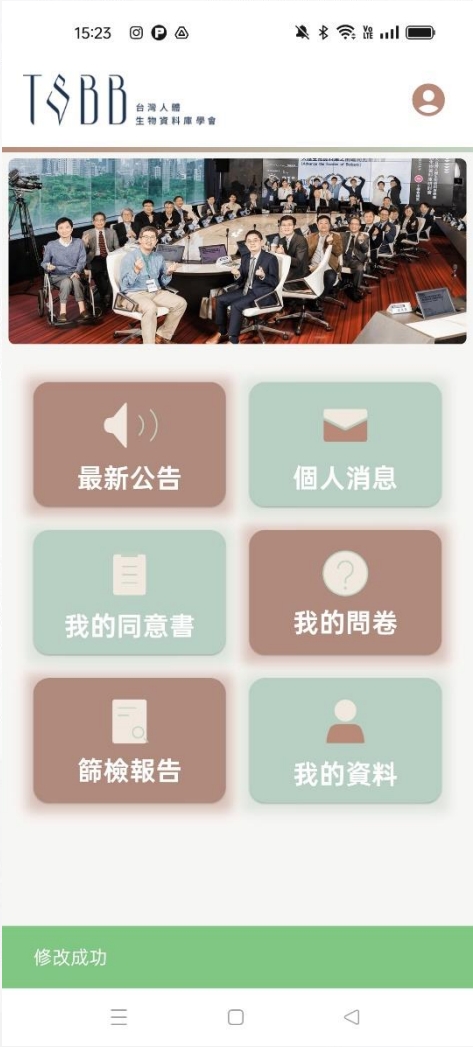 15:23
TSBB
台灣人體
生物資料庫學會
最新公告
個人消息
我的同意書
我的問卷
篩檢報告
我的資料
修改成功